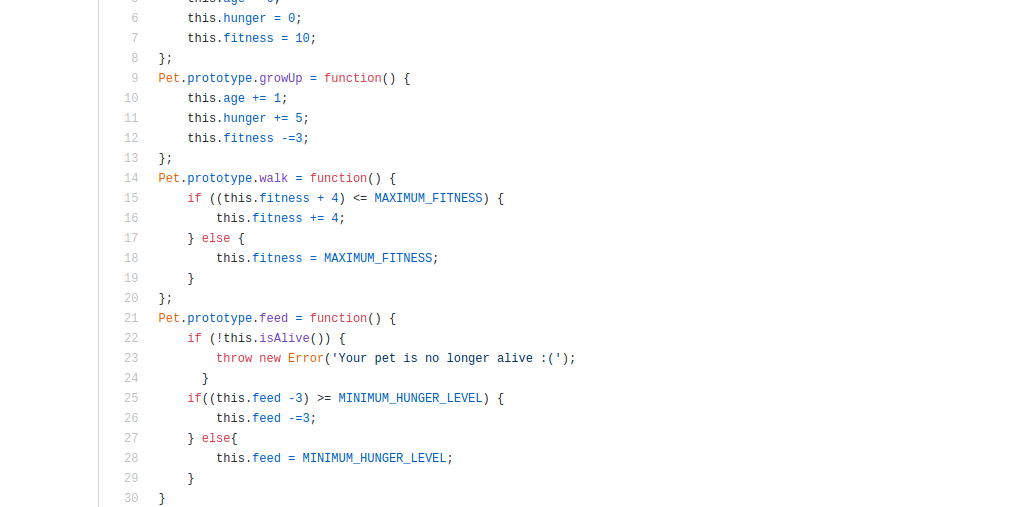 5 this.age = 0;
6 this.hunger = 0;
7 this.fitness = 10;
8 };
9 Pet.prototype.growUp = function() {
10 this.age += 1;
11 this.hunger += 5;
12 this.fitness -=3;
13 };
14 Pet.prototype.walk = function() {
15 if ((this.fitness + 4) <= MAXIMUM_FITNESS) {
16 this.fitness += 4;
17 } else {
18 this.fitness = MAXIMUM_FITNESS;
19 }
20 };
21 Pet.prototype.feed = function() {
22 if (!this.isAlive()) {
23 throw new Error('Your pet is no longer alive :(');
24 }
25 if((this.feed -3) >= MINIMUM_HUNGER_LEVEL) {
26 this.feed -=3;
27 } else{
28 this.feed = MINIMUM_HUNGER_LEVEL;
29 }
30 }